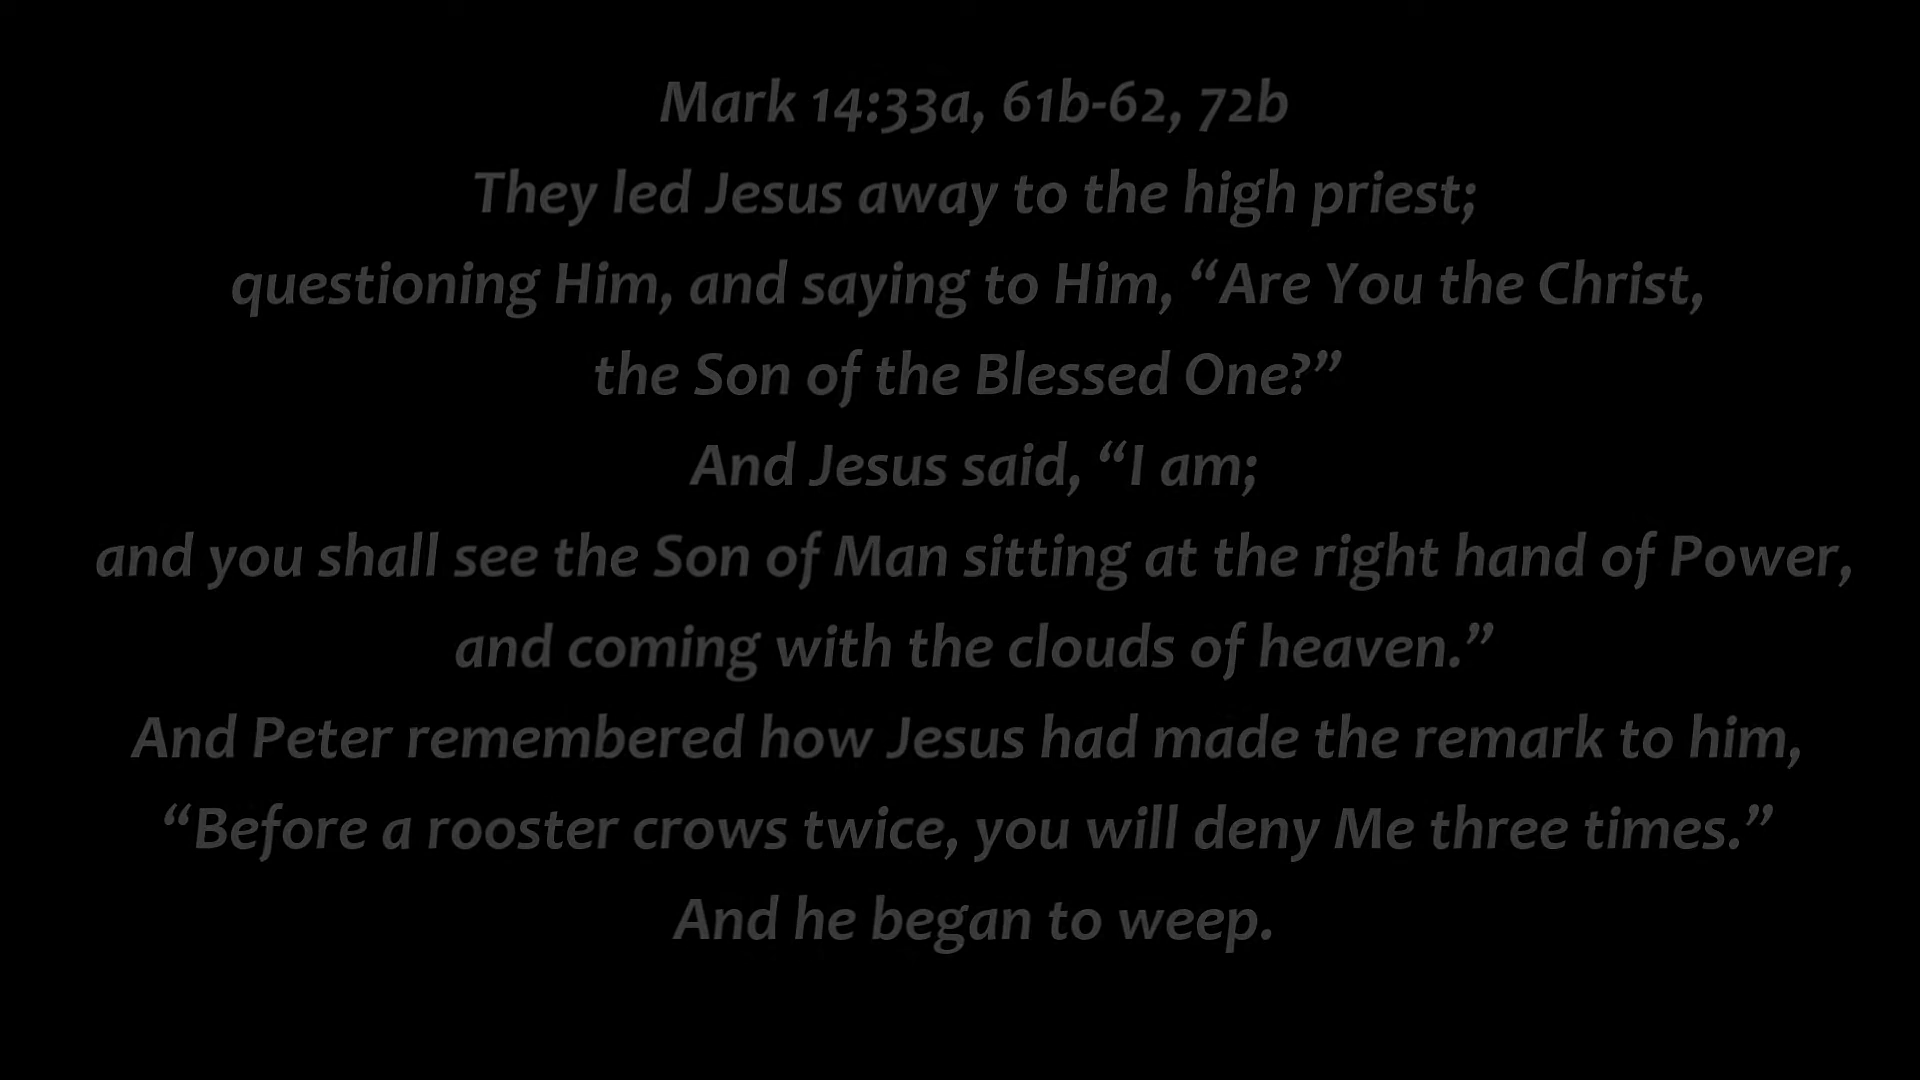 Mark 14:33a, 61b-62, 72b
They led Jesus away to the high priest;
questioning Him, and saying to Him, “Are You the Christ,
the Son of the Blessed One?”
And Jesus said, “I am;
and you shall see the Son of Man sitting at the right hand of Power,
and coming with the clouds of heaven.”
And Peter remembered how Jesus had made the remark to him,
“Before a rooster crows twice, you will deny Me three times.”
And he began to weep.